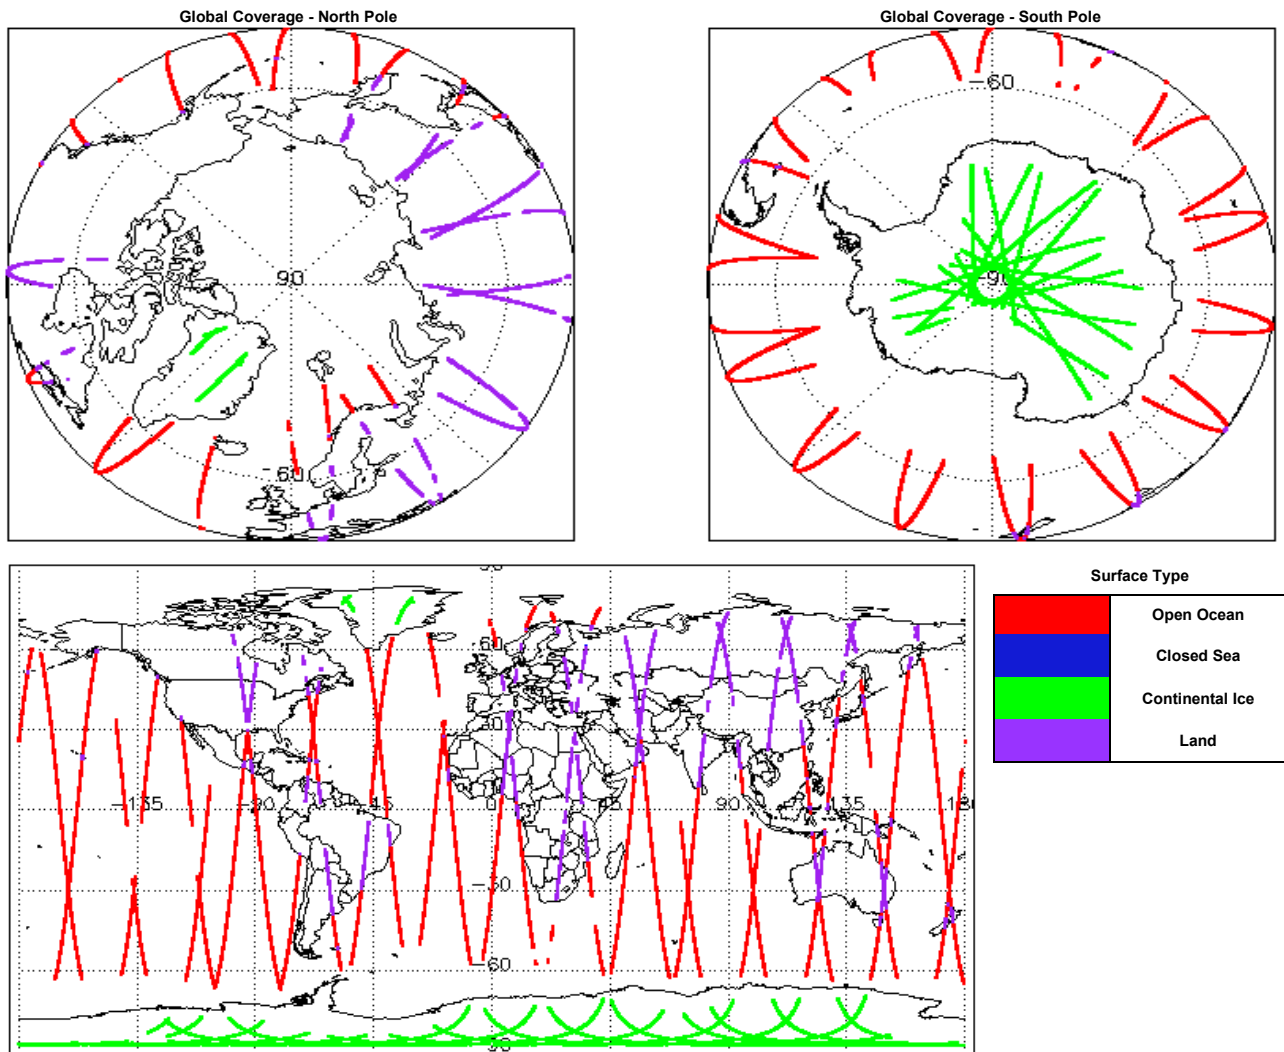 Global Coverage - North Pole
Global Coverage - South Pole
90
-60
-60
-90
60
30
-135
-90
-45
0
45
90
135
180
-30
-60
Surface Type
Open Ocean
Closed Sea
Continental Ice
Land